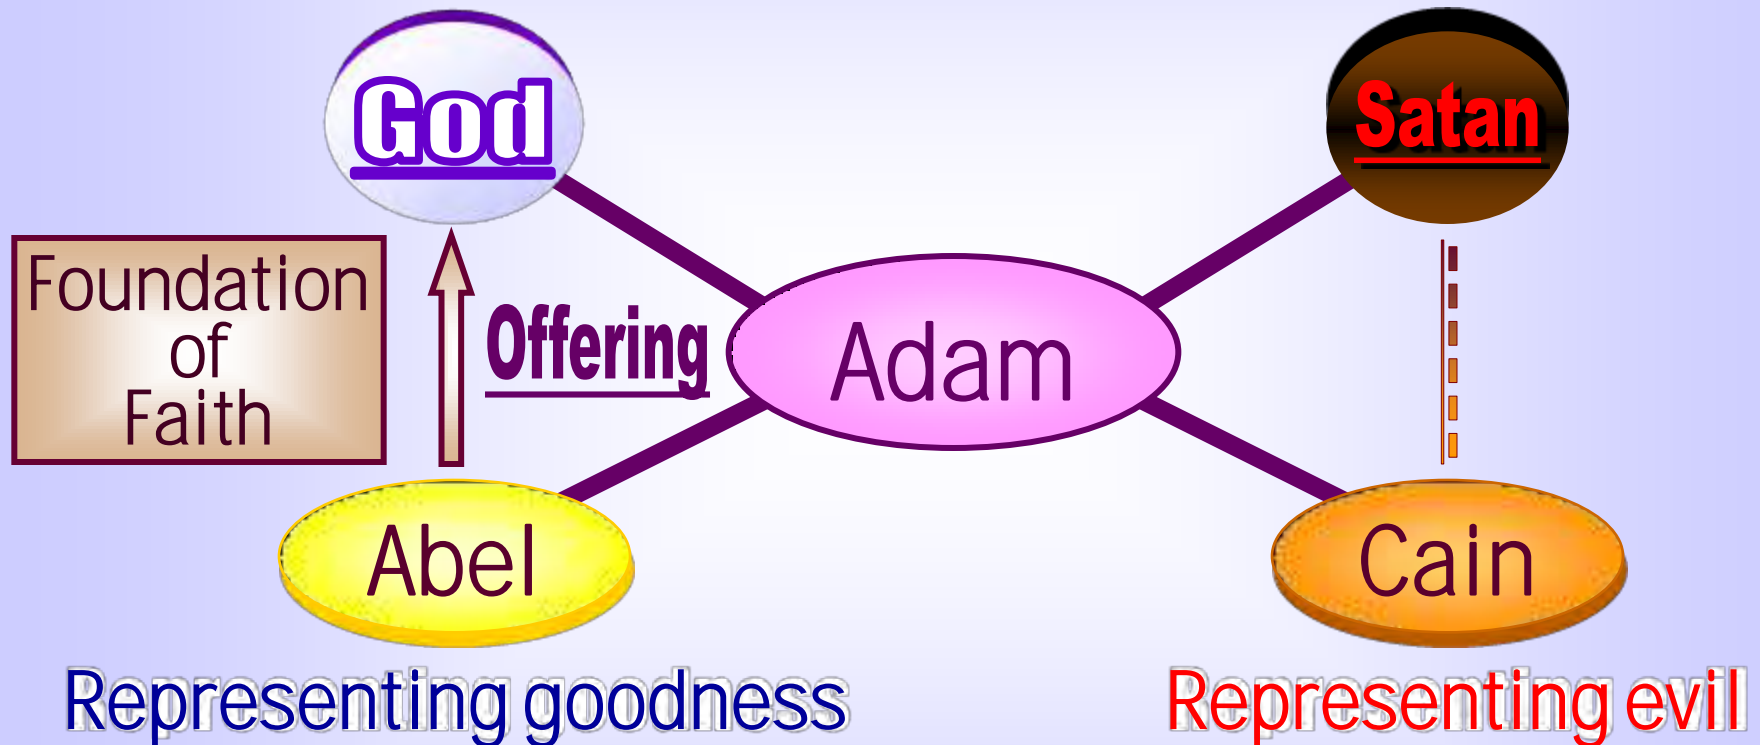 God
Satan
Foundation
of
Faith
Offering
Adam
Abel
Cain
Representing goodness
Representing evil